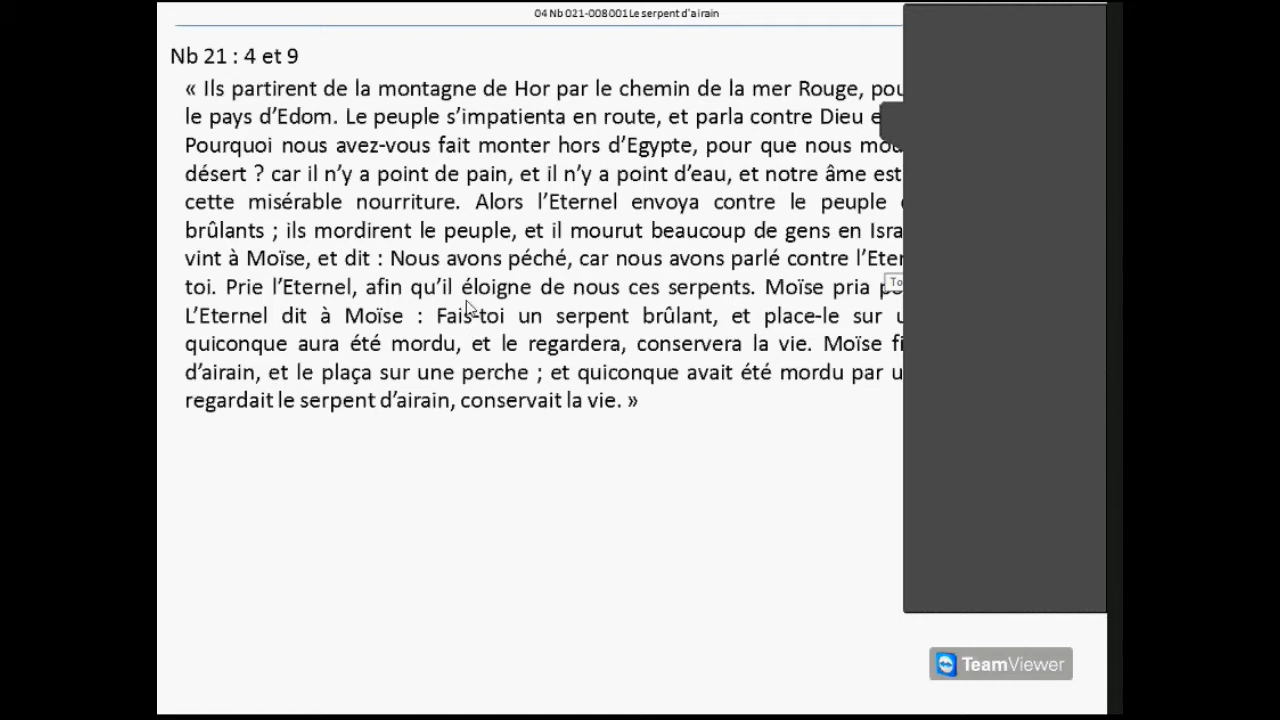 04 Nb 021-008001Le serpent d'airain
Nb 21 : 4 et 9
« Ils partirent de la montagne de Hor par le chemin de la mer Rouge,
le pays d’Edom. Le peuple s’impatienta en route, et parla contre Dieu
Pourquoi nous avez-vous fait monter hors d’Egypte, pour que nous
désert ? car il n’y a point de pain, et il n’y a point d’eau, et notre âme est
cette misérable nourriture. Alors l’Eternel envoya contre le peuple
brûlants ; ils mordirent le peuple, et il mourut beaucoup de gens en
vint à Moïse, et dit : Nous avons péché, car nous avons parlé contre
toi. Prie l’Eternel, afin qu’il éloigne de nous ces serpents. Moïse pria
To
L’Eternel dit à Moïse : Fais-toi un serpent brûlant, et place-le sur
quiconque aura été mordu, et le regardera, conservera la vie. Moïse
d’airain, et le plaça sur une perche ; et quiconque avait été mordu par
regardait le serpent d’airain, conservait la vie. »
TeamViewer